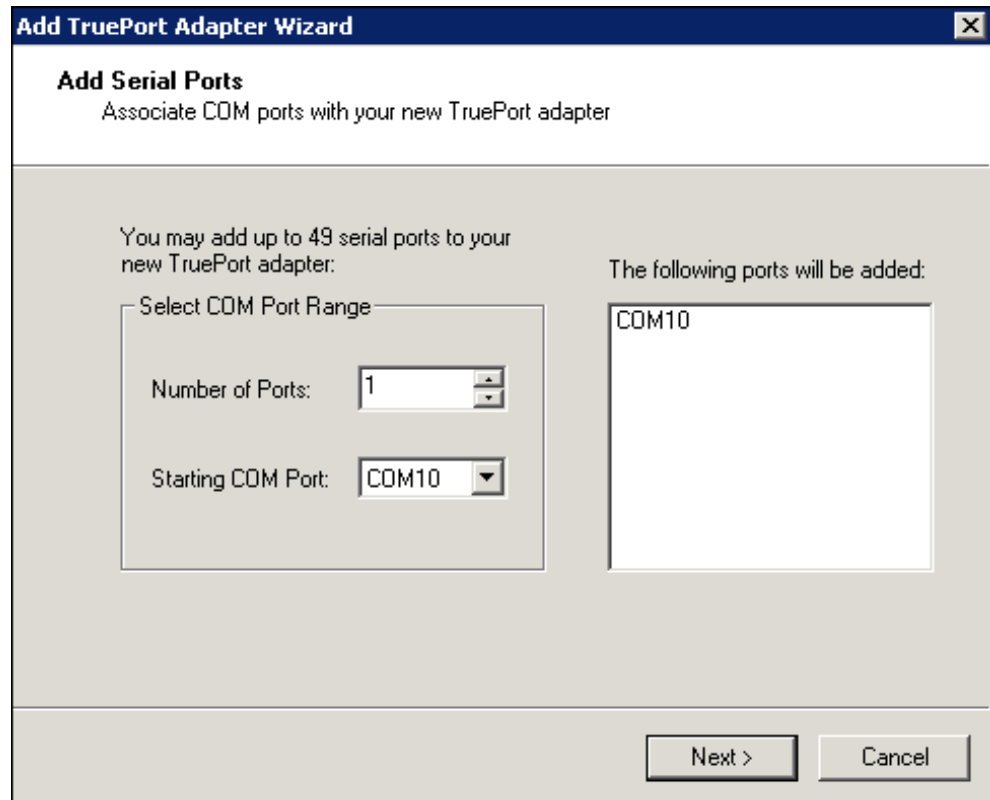 Add TruePort Adapter Wizard
Add Serial Ports
Associate COM ports with your new TruePort adapter
You may add up to 49 serial ports to your
new TruePort adapter:
Select COM Port Range
Number of Ports: 1
Starting COM Port: COM10
The following ports will be added:
COM10
Next >
Cancel